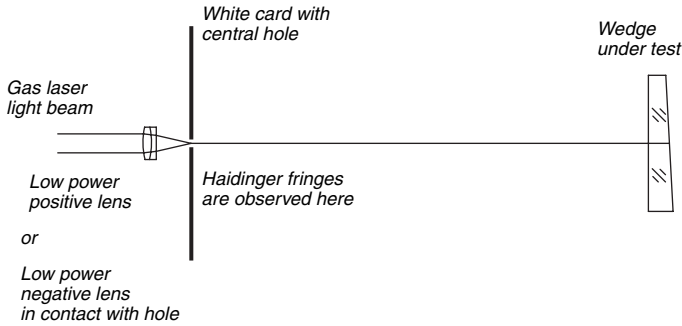 White card with
central hole
Wedge
under test
Gas laser
light beam
Low power
positive lens
Haidinger fringes
are observed here
or
Low power
negative lens
in contact with hole